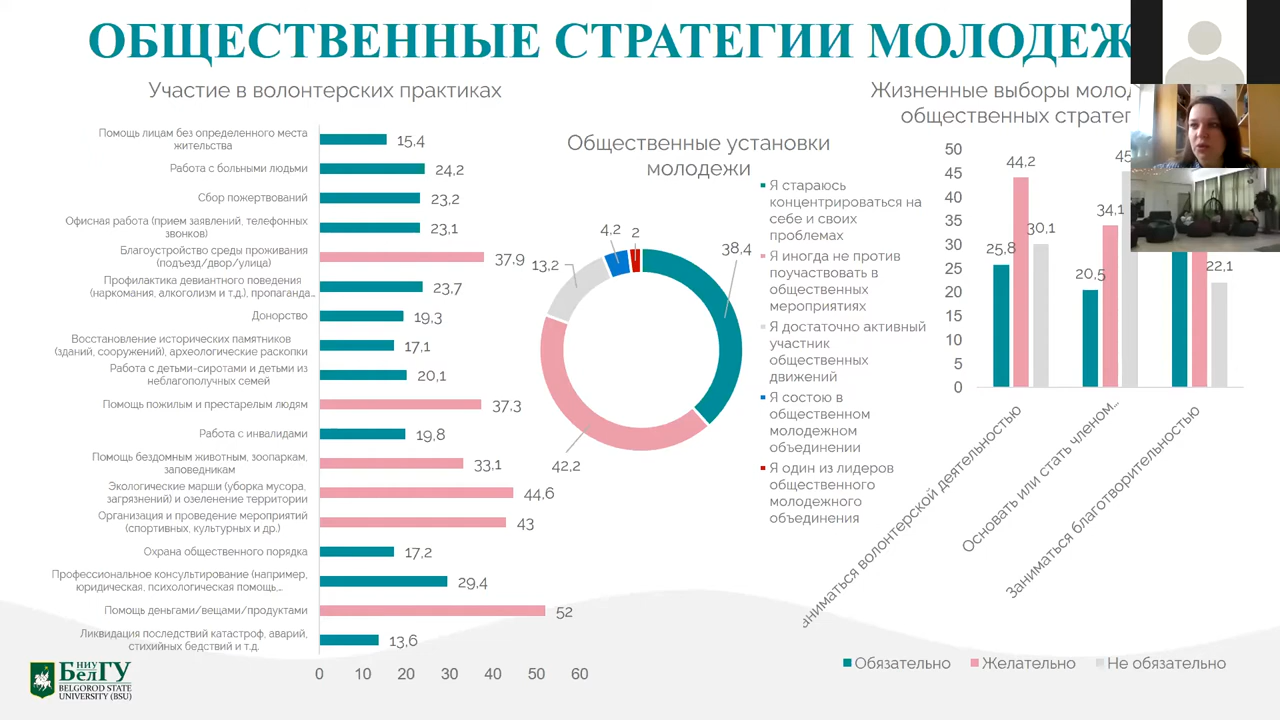 ОБЩЕСТВЕННЫЕ СТРАТЕГИИ
Участие в волонтерских практиках
Помощь лицам без определенного места
жительства
15,4
Работа с больными людьми
24,2
Сбор пожертвований
23,2
Офисная работа (прием заявлений, телефонных
звонков)
23,1
Благоустройство среды проживания
(подъезд/двор/улица)
37,9
Профилактика девиантного поведения
(наркомания, алкоголизм и т.д.), пропаганда...
23,7
Донорство
19,3
Восстановление исторических памятников
(зданий, сооружений), археологические раскопки
17,1
Работа с детьми-сиротами и детьми из
неблагополучных семей
20,1
Помощь пожилым и престарелым людям
37,3
Работа с инвалидами
19,8
Помощь бездомным животным, зоопаркам,
заповедникам
33,1
Экологические марши (уборка мусора,
загрязнений) и озеленение территории
44,6
Организация и проведение мероприятий
(спортивных, культурных и др.)
43
Охрана общественного порядка
17,2
Профессиональное консультирование (например,
юридическая, психологическая помощь,...
29,4
Помощь деньгами/вещами/продуктами
52
Ликвидация последствий катастроф, аварий,
стихийных бедствий и т.д.
13,6
0 10 20 30 40 50 60
Общественные установки
молодежи
38,4
42,2
13,2
4,2
2
Я стараюсь
концентрироваться на
себе и своих
проблемах
Я иногда не против
поучаствовать в
общественных
мероприятиях
Я достаточно активный
участник
общественных
движений
Я состою в
общественном
молодежном
объединении
Я один из лидеров
общественного
молодежного
объединения
Жизненные выборы
общественных
50
45
40
35
30
25
20
15
10
5
0
25,8
44,2
30,1
20,5
34,1
45
22,1
волонтерской деятельностью
Основать или стать членом...
Заниматься благотворительностью
Обязательно Желательно Не обязательно
НИУ
БелГУ
BELGOROD STATE
UNIVERSITY (BSU)